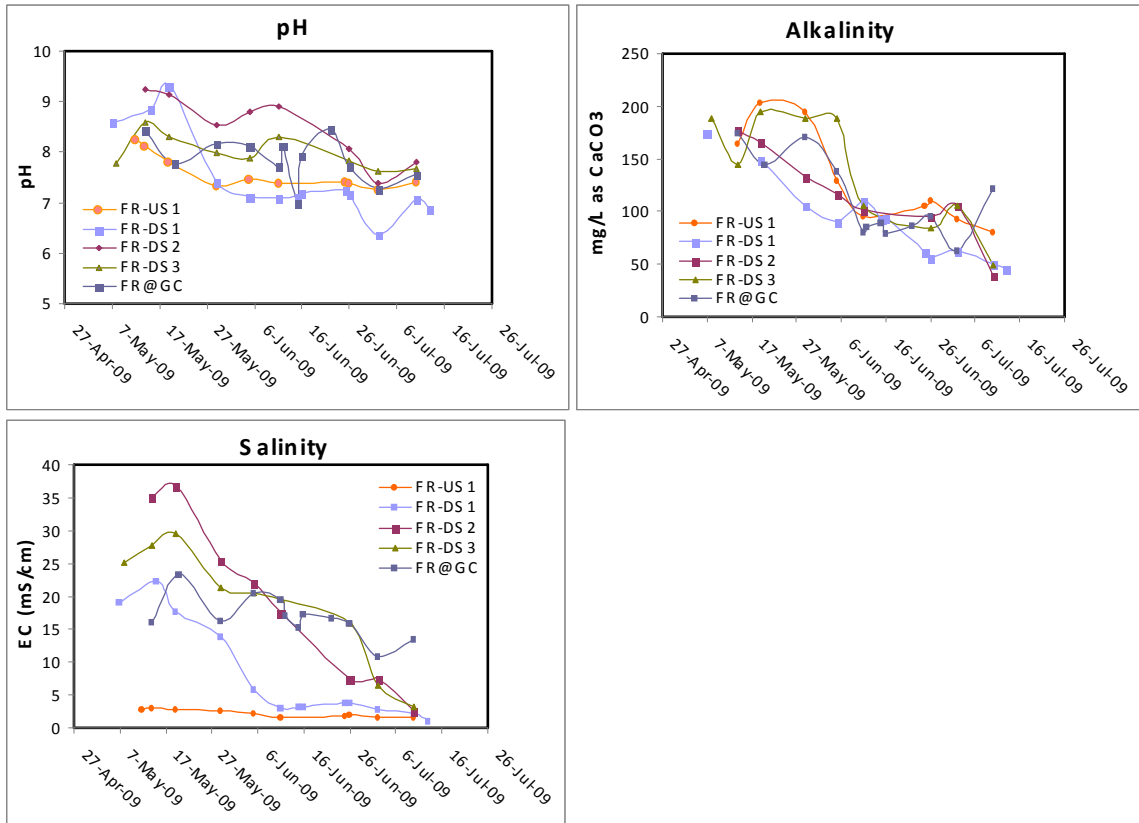 pH
10
9
8
7
6
5
pH
FR-US 1
FR-DS 1
FR-DS 2
FR-DS 3
FR@GC
27-Apr-09
7-May-09
17-May-09
27-May-09
6-Jun-09
16-Jun-09
26-Jun-09
6-Jul-09
16-Jul-09
26-Jul-09
Alkalinity
250
200
150
100
50
0
mg/L as CaCO3
FR-US 1
FR-DS 1
FR-DS 2
FR-DS 3
FR@GC
27-Apr-09
7-May-09
17-May-09
27-May-09
6-Jun-09
16-Jun-09
26-Jun-09
6-Jul-09
16-Jul-09
26-Jul-09
Salinity
40
35
30
25
20
15
10
5
0
EC (mS/cm)
FR-US 1
FR-DS 1
FR-DS 2
FR-DS 3
FR@GC
27-Apr-09
7-May-09
17-May-09
27-May-09
6-Jun-09
16-Jun-09
26-Jun-09
6-Jul-09
16-Jul-09
26-Jul-09